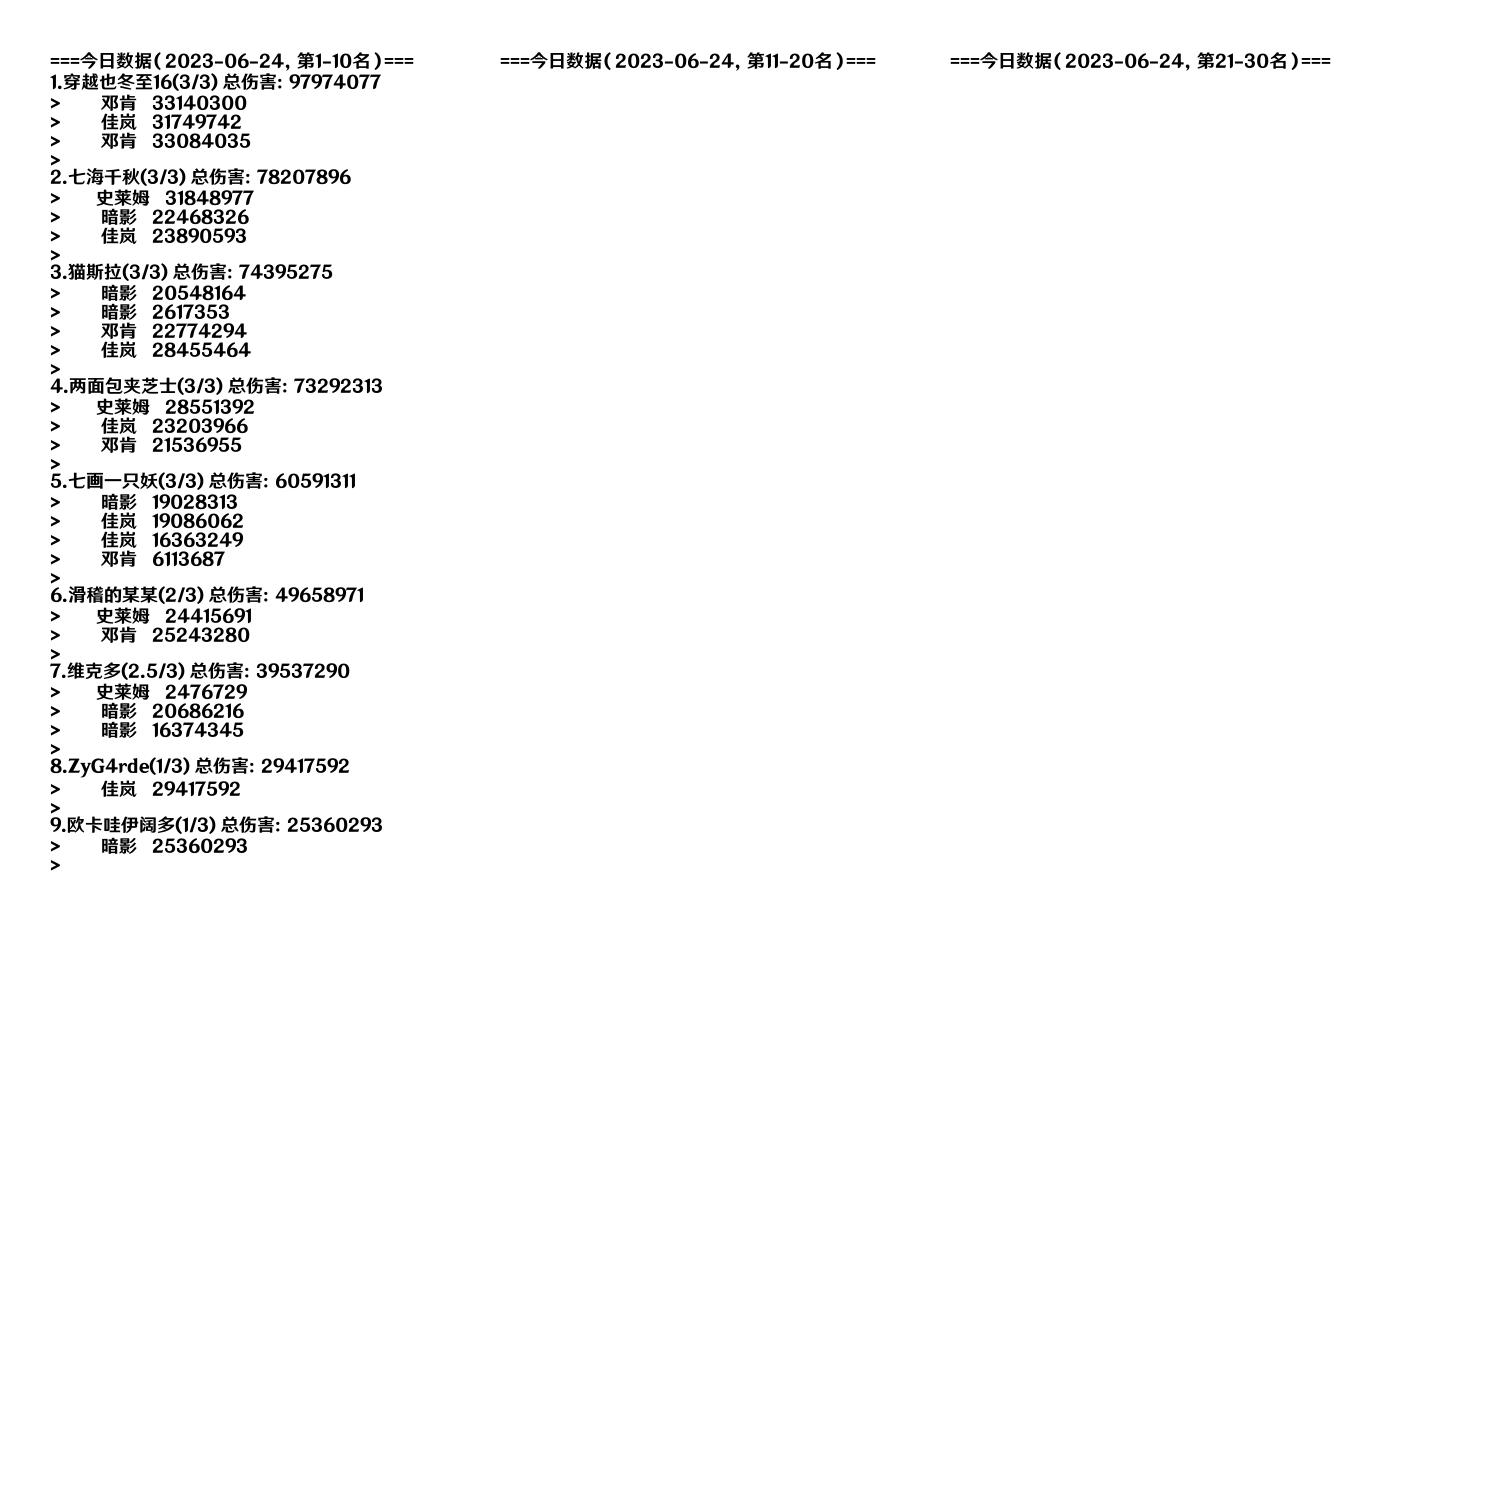 ===今日数据(2023-06-24, 第1-10名)===
1.穿越也冬至16(3/3) 总伤害: 97974077
> 邓肯 33140300
> 佳岚 31749742
> 邓肯 33084035
>
2.七海千秋(3/3) 总伤害: 78207896
> 史莱姆 31848977
> 暗影 22468326
> 佳岚 23890593
>
3.猫斯拉(3/3) 总伤害: 74395275
> 暗影 20548164
> 暗影 2617353
> 邓肯 22774294
> 佳岚 28455464
>
4.两面包夹芝士(3/3) 总伤害: 73292313
> 史莱姆 28551392
> 佳岚 23203966
> 邓肯 21536955
>
5.七画一只妖(3/3) 总伤害: 60591311
> 暗影 19028313
> 佳岚 19086062
> 佳岚 16363249
> 邓肯 6113687
>
6.滑稽的某某(2/3) 总伤害: 49658971
> 史莱姆 24415691
> 邓肯 25243280
>
7.维克多(2.5/3) 总伤害: 39537290
> 史莱姆 2476729
> 暗影 20686216
> 暗影 16374345
>
8.ZyG4rde(1/3) 总伤害: 29417592
> 佳岚 29417592
>
9.欧卡哇伊阔多(1/3) 总伤害: 25360293
> 暗影 25360293
>
===今日数据(2023-06-24, 第11-20名)===
===今日数据(2023-06-24, 第21-30名)===